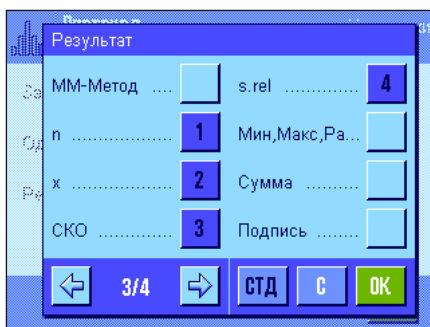 Результат
ММ-Метод .... s.rel ............. 4
n .................. 1 Мин,Макс,Ра...
x .................. 2 Сумма .........
СКО ............ 3 Подпись .......
3/4 СТД C OK